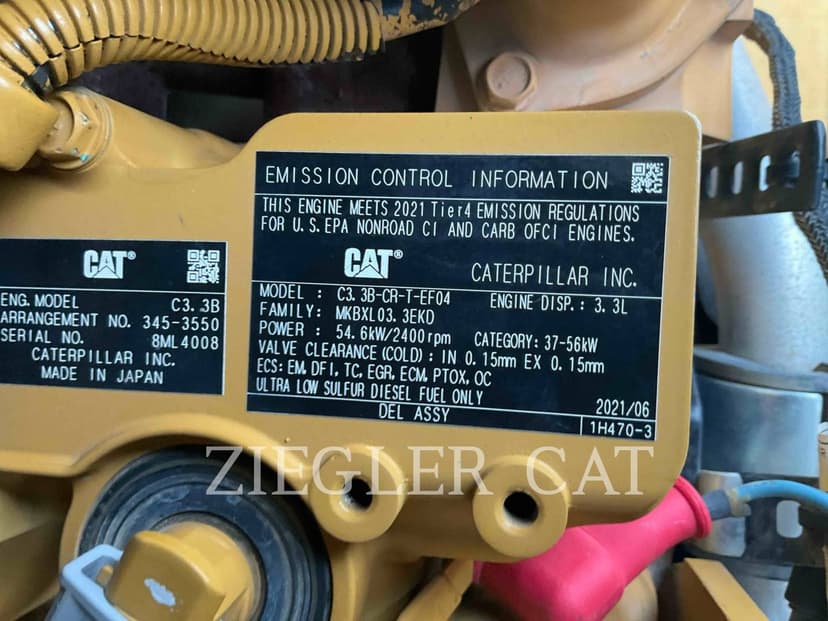 EMISSION CONTROL INFORMATION
THIS ENGINE MEETS 2021 Tier4 EMISSION REGULATIONS
FOR U.S. EPA NONROAD CI AND CARB OFCI ENGINES.
CAT®
CATERPILLAR INC.
MODEL : C3.3B-CR-T-EF04 ENGINE DISP.: 3.3L
FAMILY: MKBXL03.3EKD
POWER : 54.6kW/2400rpm CATEGORY: 37-56kW
VALVE CLEARANCE (COLD) : IN 0.15mm EX 0.15mm
ECS: EM, DFI, TC, EGR, ECM, PTOX, OC
ULTRA LOW SULFUR DIESEL FUEL ONLY 2021/06
DEL ASSY 1H470-3
CAT®
ENG. MODEL C3.3B
ARRANGEMENT NO. 345-3550
SERIAL NO. 8ML4008
CATERPILLAR INC.
MADE IN JAPAN
ZIEGLER CAT